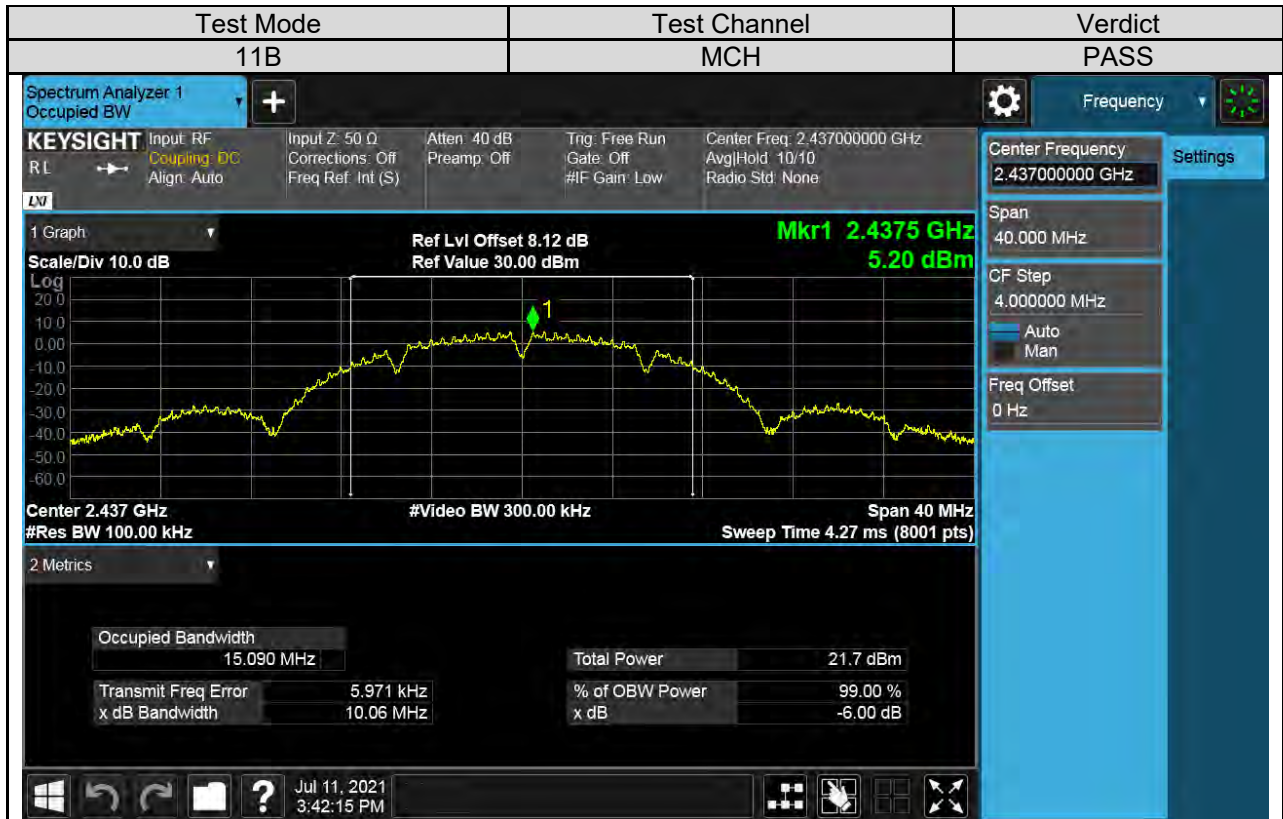 Test Mode Test Channel Verdict
11B MCH PASS
Spectrum Analyzer 1
Occupied BW
+
Frequency
KEYSIGHT Input: RF Input Z: 50 Ω Atten: 40 dB Trig: Free Run Center Freq: 2.437000000 GHz
RL Coupling: DC Corrections: Off Preamp: Off Gate: Off Avg|Hold: 10/10
Align: Auto Freq Ref: Int (S) #IF Gain: Low Radio Std: None
LXI
Center Frequency
2.437000000 GHz
Settings
Span
40.000 MHz
CF Step
4.000000 MHz
Auto
Man
Freq Offset
0 Hz
1 Graph
Ref Lvl Offset 8.12 dB Mkr1 2.4375 GHz
Scale/Div 10.0 dB Ref Value 30.00 dBm 5.20 dBm
Log
20.0
10.0
0.00
-10.0
-20.0
-30.0
-40.0
-50.0
-60.0
1
Center 2.437 GHz #Video BW 300.00 kHz Span 40 MHz
#Res BW 100.00 kHz Sweep Time 4.27 ms (8001 pts)
2 Metrics
Occupied Bandwidth
15.090 MHz Total Power 21.7 dBm
Transmit Freq Error 5.971 kHz % of OBW Power 99.00 %
x dB Bandwidth 10.06 MHz x dB -6.00 dB
?
Jul 11, 2021
3:42:15 PM